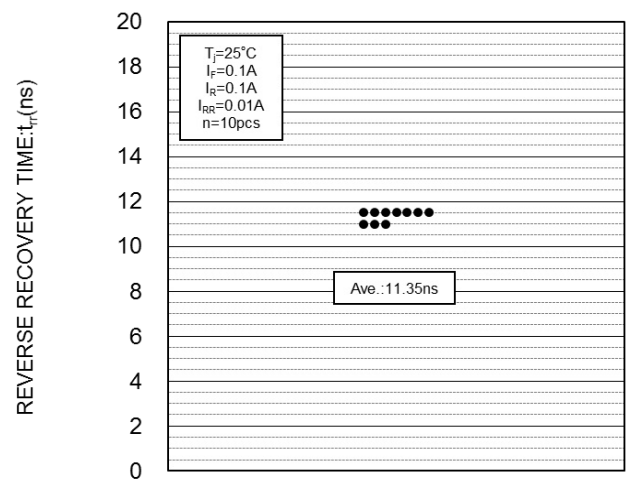 REVERSE RECOVERY TIME:trr(ns)
20
18
16
14
12
10
8
6
4
2
0
Tj=25°C
IF=0.1A
IR=0.1A
IRR=0.01A
n=10pcs
Ave.:11.35ns